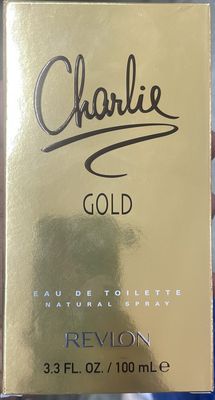 Charlie
GOLD
EAU DE TOILETTE
NATURAL SPRAY
REVLON
3.3 FL. OZ. / 100 mL ℮